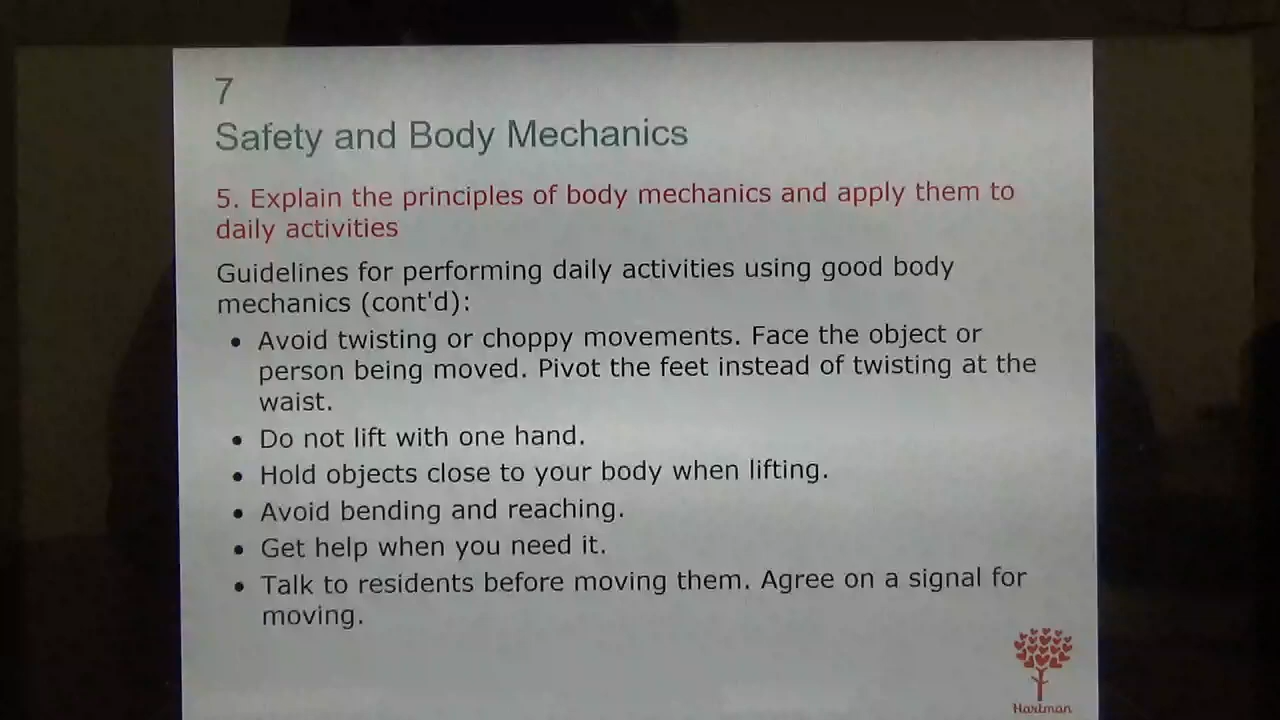 7
Safety and Body Mechanics
5. Explain the principles of body mechanics and apply them to
daily activities
Guidelines for performing daily activities using good body
mechanics (cont'd):
• Avoid twisting or choppy movements. Face the object or
person being moved. Pivot the feet instead of twisting at the
waist.
• Do not lift with one hand.
• Hold objects close to your body when lifting.
• Avoid bending and reaching.
• Get help when you need it.
• Talk to residents before moving them. Agree on a signal for
moving.
Hartman